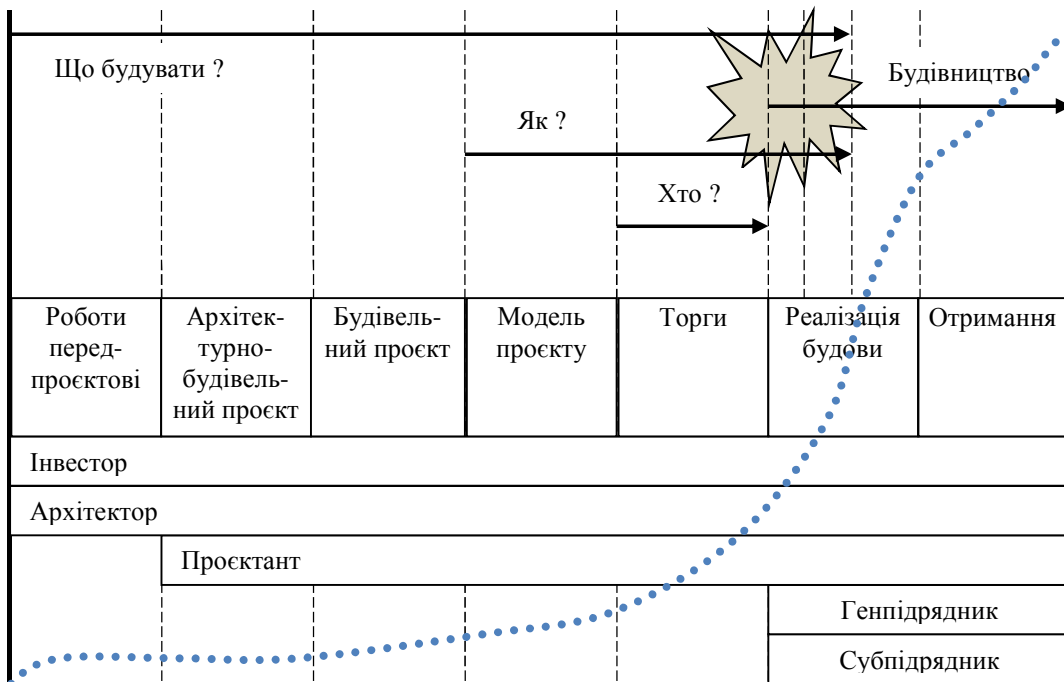 Що будувати ?
Будівництво
Як ?
Хто ?
Роботи
перед-
проєктові
Архітек-
турно-
будівель-
ний проєкт
Будівель-
ний проєкт
Модель
проєкту
Торги
Реалізація
будови
Отримання
Інвестор
Архітектор
Проєктант
Генпідрядник
Субпідрядник